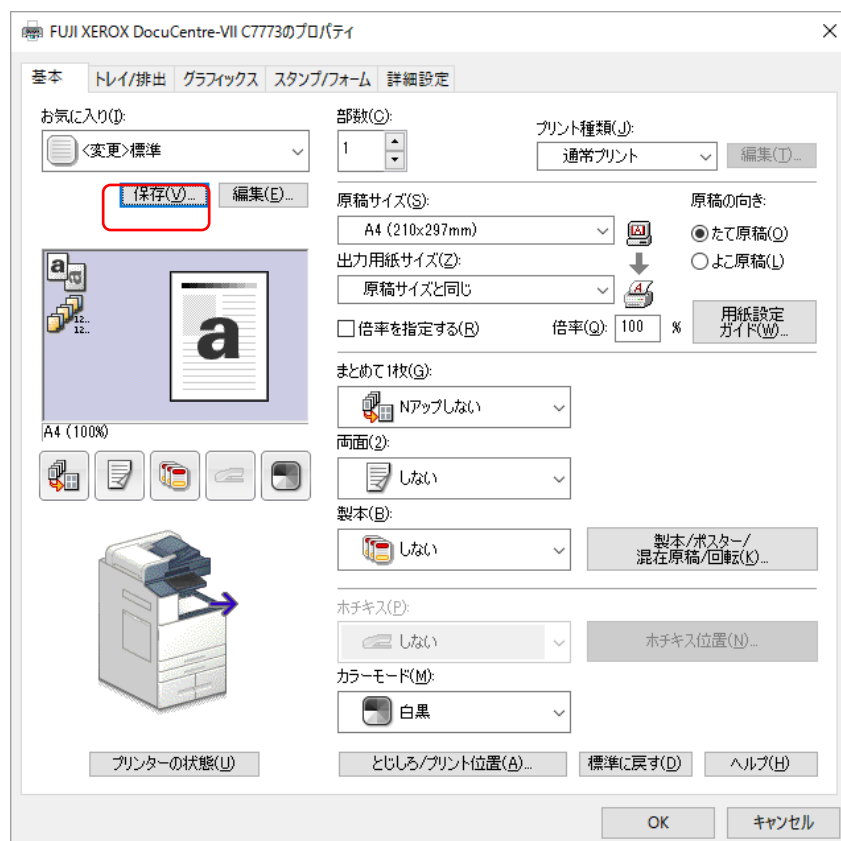 FUJI XEROX DocuCentre-VII C7773のプロパティ
基本 トレイ/排出 グラフィックス スタンプ/フォーム 詳細設定
お気に入り(I):
<変更>標準
保存(V)... 編集(E)...
a
12..
12..
a
A4 (100%)
プリンターの状態(U)
部数(C):
1
プリント種類(J):
通常プリント 編集(T)...
原稿サイズ(S):
A4 (210x297mm)
原稿の向き:
たて原稿(O)
よこ原稿(L)
出力用紙サイズ(Z):
原稿サイズと同じ
倍率を指定する(R) 倍率(Q): 100 %
用紙設定
ガイド(W)...
まとめて1枚(G):
Nアップしない
両面(2):
しない
製本(B):
しない
製本/ポスター/
混在原稿/回転(K)...
ホチキス(P):
しない ホチキス位置(N)...
カラーモード(M):
白黒
とじしろ/プリント位置(A)... 標準に戻す(D) ヘルプ(H)
OK キャンセル